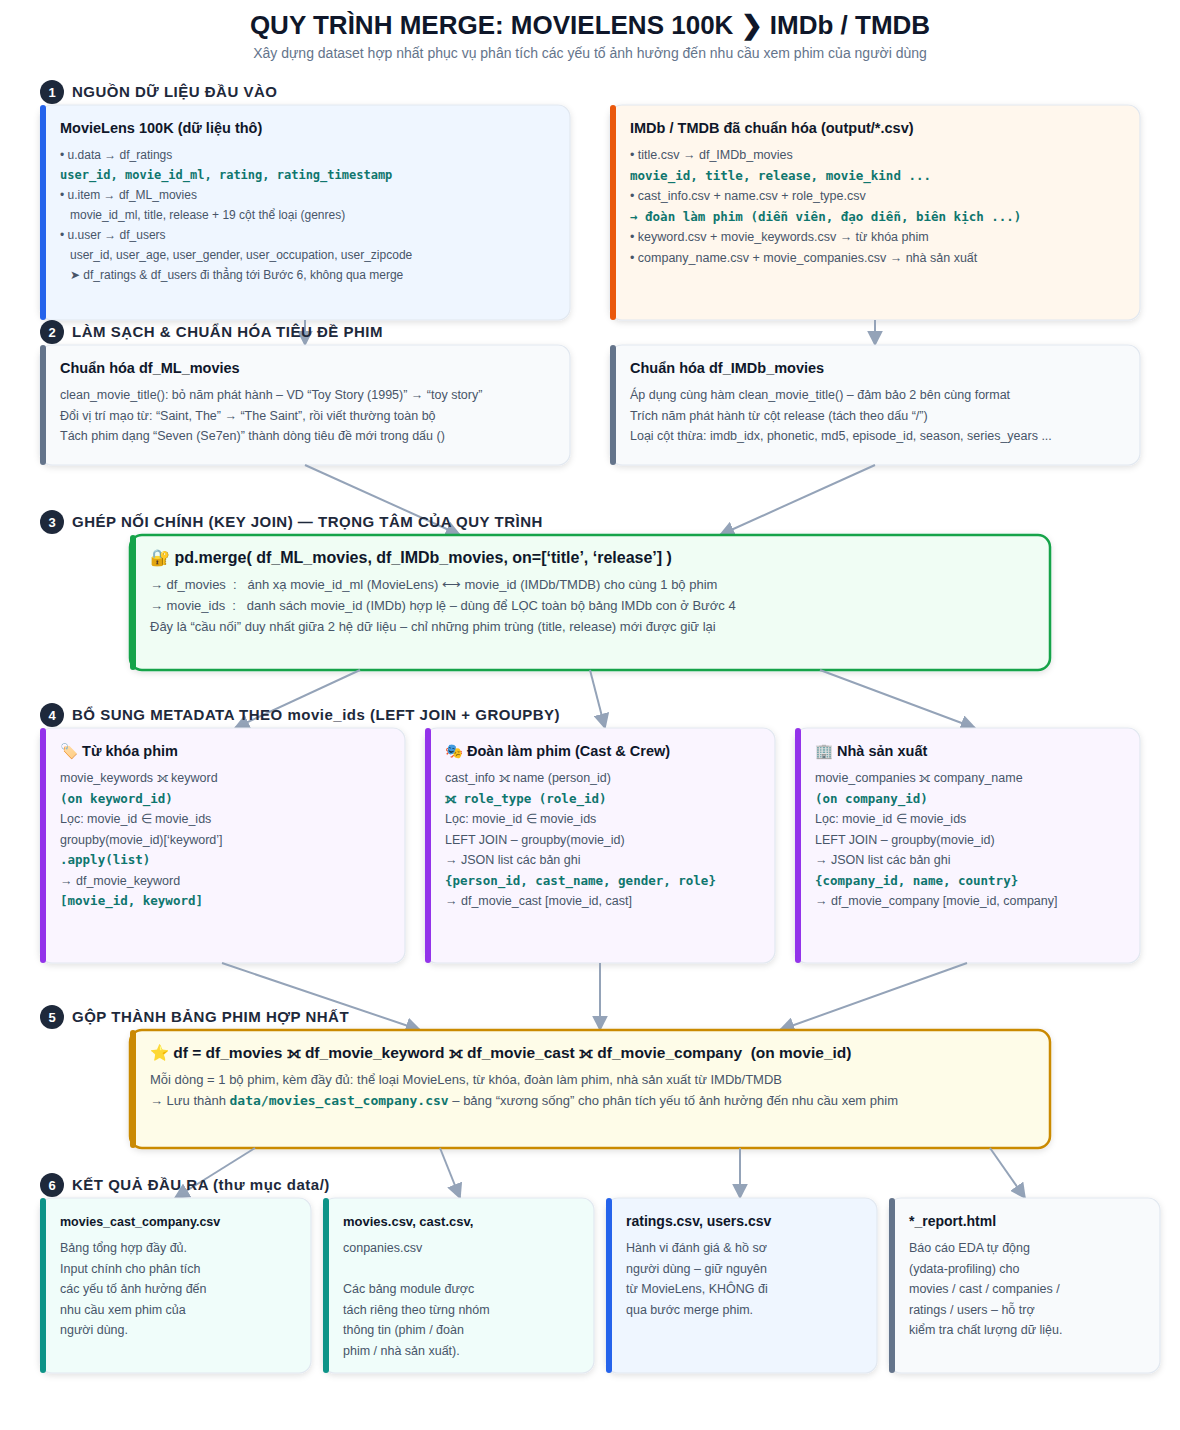 QUY TRÌNH MERGE: MOVIELENS 100K ❯ IMDb / TMDB
Xây dựng dataset hợp nhất phục vụ phân tích các yếu tố ảnh hưởng đến nhu cầu xem phim của người dùng
1 NGUỒN DỮ LIỆU ĐẦU VÀO
MovieLens 100K (dữ liệu thô)
• u.data → df_ratings
user_id, movie_id_ml, rating, rating_timestamp
• u.item → df_ML_movies
movie_id_ml, title, release + 19 cột thể loại (genres)
• u.user → df_users
user_id, user_age, user_gender, user_occupation, user_zipcode
➤ df_ratings & df_users đi thẳng tới Bước 6, không qua merge
IMDb / TMDB đã chuẩn hóa (output/*.csv)
• title.csv → df_IMDb_movies
movie_id, title, release, movie_kind ...
• cast_info.csv + name.csv + role_type.csv
→ đoàn làm phim (diễn viên, đạo diễn, biên kịch ...)
• keyword.csv + movie_keywords.csv → từ khóa phim
• company_name.csv + movie_companies.csv → nhà sản xuất
2 LÀM SẠCH & CHUẨN HÓA TIÊU ĐỀ PHIM
Chuẩn hóa df_ML_movies
clean_movie_title(): bỏ năm phát hành – VD “Toy Story (1995)” → “toy story”
Đổi vị trí mạo từ: “Saint, The” → “The Saint”, rồi viết thường toàn bộ
Tách phim dạng “Seven (Se7en)” thành dòng tiêu đề mới trong dấu ()
Chuẩn hóa df_IMDb_movies
Áp dụng cùng hàm clean_movie_title() – đảm bảo 2 bên cùng format
Trích năm phát hành từ cột release (tách theo dấu “/”)
Loại cột thừa: imdb_idx, phonetic, md5, episode_id, season, series_years ...
3 GHÉP NỐI CHÍNH (KEY JOIN) — TRỌNG TÂM CỦA QUY TRÌNH
🔐 pd.merge( df_ML_movies, df_IMDb_movies, on=[‘title’, ‘release’] )
→ df_movies : ánh xạ movie_id_ml (MovieLens) ⟷ movie_id (IMDb/TMDB) cho cùng 1 bộ phim
→ movie_ids : danh sách movie_id (IMDb) hợp lệ – dùng để LỌC toàn bộ bảng IMDb con ở Bước 4
Đây là “cầu nối” duy nhất giữa 2 hệ dữ liệu – chỉ những phim trùng (title, release) mới được giữ lại
4 BỔ SUNG METADATA THEO movie_ids (LEFT JOIN + GROUPBY)
🏷️ Từ khóa phim
movie_keywords ⟕ keyword
(on keyword_id)
Lọc: movie_id ∈ movie_ids
groupby(movie_id)[‘keyword’]
.apply(list)
→ df_movie_keyword
[movie_id, keyword]
🎭 Đoàn làm phim (Cast & Crew)
cast_info ⟕ name (person_id)
⟕ role_type (role_id)
Lọc: movie_id ∈ movie_ids
LEFT JOIN – groupby(movie_id)
→ JSON list các bản ghi
{person_id, cast_name, gender, role}
→ df_movie_cast [movie_id, cast]
🏢 Nhà sản xuất
movie_companies ⟕ company_name
(on company_id)
Lọc: movie_id ∈ movie_ids
LEFT JOIN – groupby(movie_id)
→ JSON list các bản ghi
{company_id, name, country}
→ df_movie_company [movie_id, company]
5 GỘP THÀNH BẢNG PHIM HỢP NHẤT
⭐ df = df_movies ⟕ df_movie_keyword ⟕ df_movie_cast ⟕ df_movie_company (on movie_id)
Mỗi dòng = 1 bộ phim, kèm đầy đủ: thể loại MovieLens, từ khóa, đoàn làm phim, nhà sản xuất từ IMDb/TMDB
→ Lưu thành data/movies_cast_company.csv – bảng “xương sống” cho phân tích yếu tố ảnh hưởng đến nhu cầu xem phim
6 KẾT QUẢ ĐẦU RA (thư mục data/)
movies_cast_company.csv
Bảng tổng hợp đầy đủ.
Input chính cho phân tích
các yếu tố ảnh hưởng đến
nhu cầu xem phim của
người dùng.
movies.csv, cast.csv,
conpanies.csv
Các bảng module được
tách riêng theo từng nhóm
thông tin (phim / đoàn
phim / nhà sản xuất).
ratings.csv, users.csv
Hành vi đánh giá & hồ sơ
người dùng – giữ nguyên
từ MovieLens, KHÔNG đi
qua bước merge phim.
*_report.html
Báo cáo EDA tự động
(ydata-profiling) cho
movies / cast / companies /
ratings / users – hỗ trợ
kiểm tra chất lượng dữ liệu.